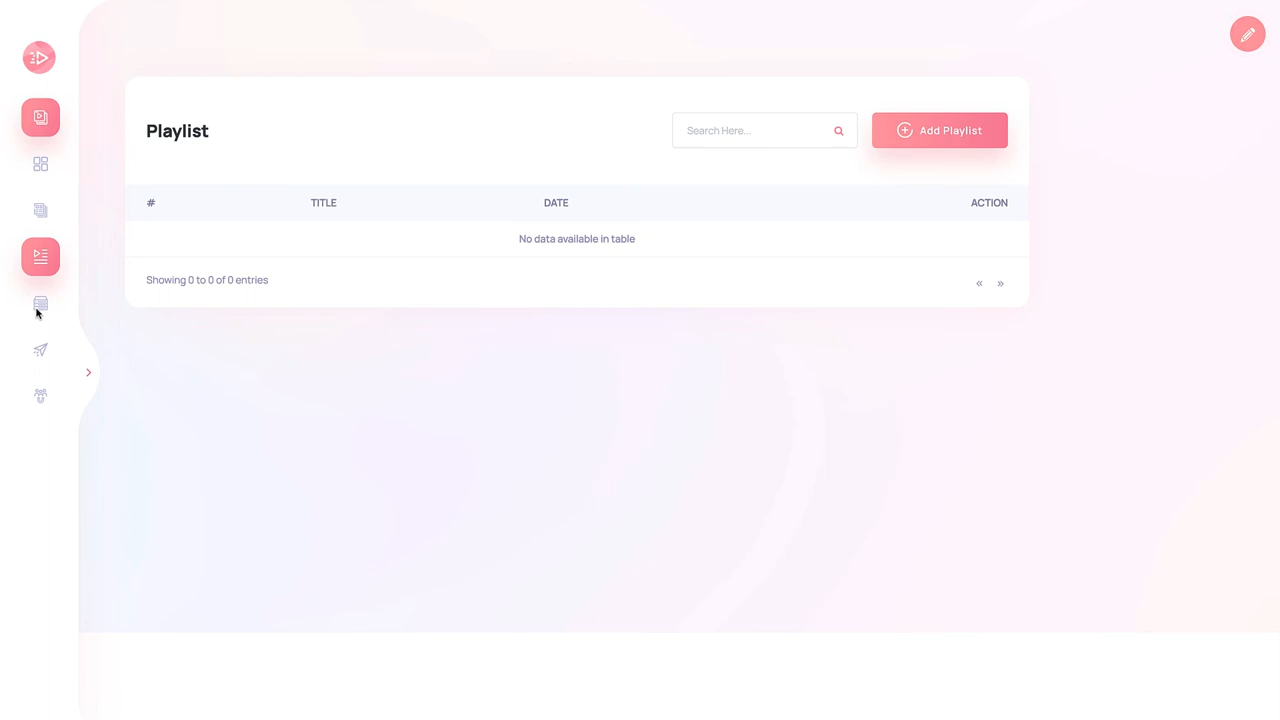 Playlist
Search Here...
Add Playlist
# TITLE DATE ACTION
No data available in table
Showing 0 to 0 of 0 entries
« »